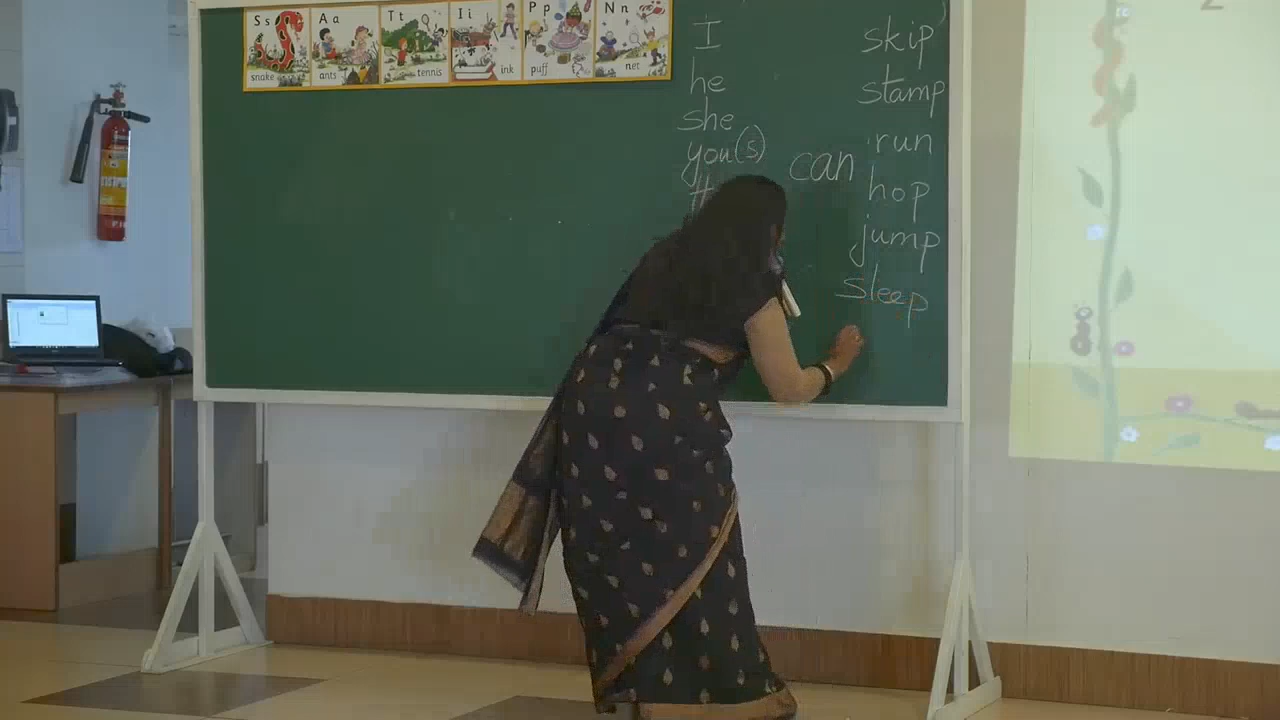 Ss Aa Tt Ii Pp Nn
snake ants tennis ink puff net
I
he
she
you(s)
can
skip
stamp
run
hop
jump
sleep